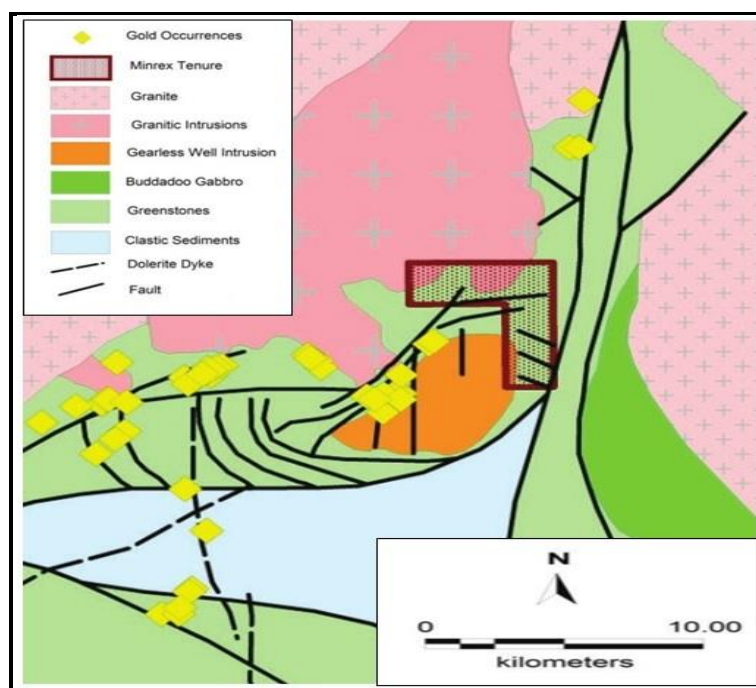 Gold Occurrences
Minrex Tenure
Granite
Granitic Intrusions
Gearless Well Intrusion
Buddadoo Gabbro
Greenstones
Clastic Sediments
Dolerite Dyke
Fault
N
0 10.00
kilometers